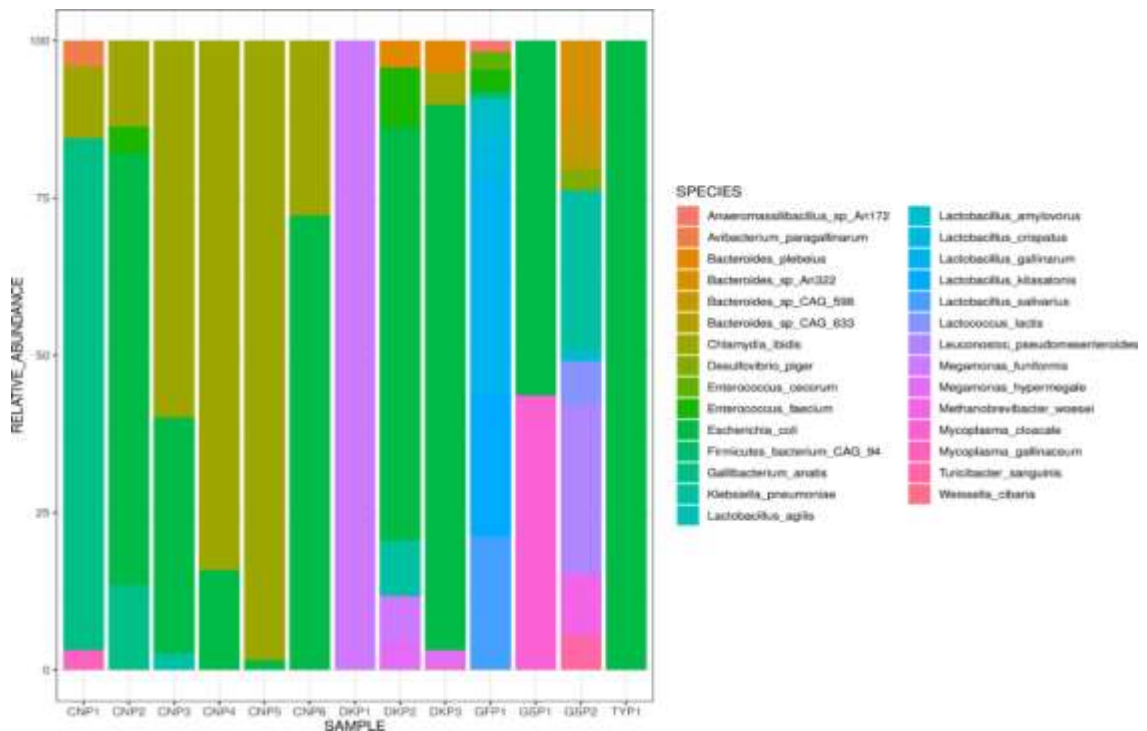 100
75
50
25
0
RELATIVE_ABUNDANCE
CNP1 CNP2 CNP3 CNP4 CNP5 CNP6 DKP1 DKP2 DKP3 GFP1 GSP1 GSP2 TYP1
SAMPLE
SPECIES
Anaeromassilibacillus_sp_An172
Avibacterium_paragallinarum
Bacteroides_plebeius
Bacteroides_sp_An322
Bacteroides_sp_CAG_598
Bacteroides_sp_CAG_633
Chlamydia_ibidis
Desulfovibrio_piger
Enterococcus_cecorum
Enterococcus_faecium
Escherichia_coli
Firmicutes_bacterium_CAG_94
Gallibacterium_anatis
Klebsiella_pneumoniae
Lactobacillus_agilis
Lactobacillus_amylovorus
Lactobacillus_crispatus
Lactobacillus_gallinarum
Lactobacillus_kitasatonis
Lactobacillus_salivarius
Lactococcus_lactis
Leuconostoc_pseudomesenteroides
Megamonas_funiformis
Megamonas_hypermegale
Methanobrevibacter_woesei
Mycoplasma_cloacale
Mycoplasma_gallinaceum
Turicibacter_sanguinis
Weissella_cibaria